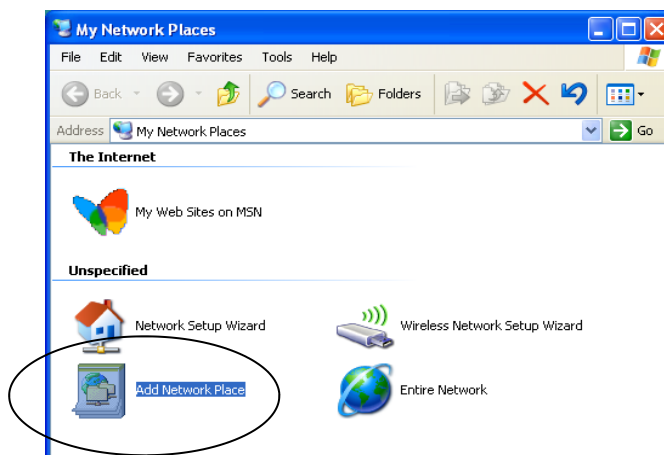 My Network Places
File Edit View Favorites Tools Help
Back Search Folders
Address My Network Places Go
The Internet
My Web Sites on MSN
Unspecified
Network Setup Wizard Wireless Network Setup Wizard
Add Network Place Entire Network